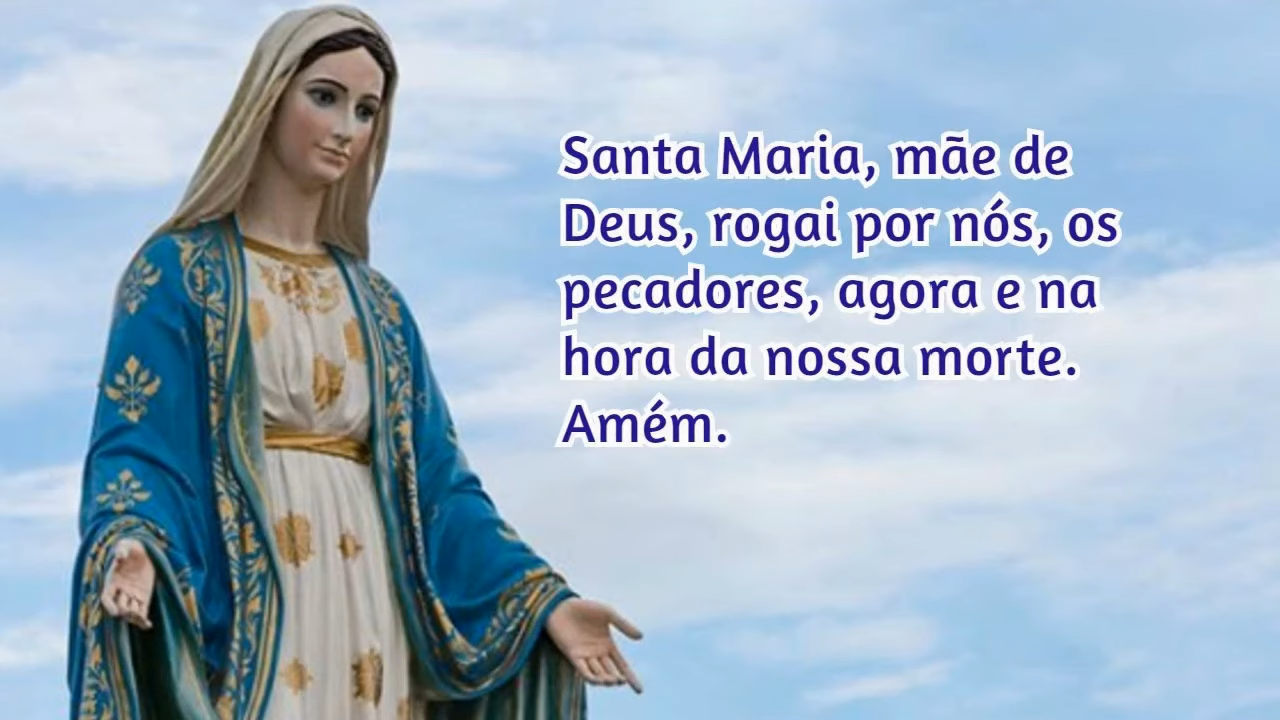 Santa Maria, mãe de
Deus, rogai por nós, os
pecadores, agora e na
hora da nossa morte.
Amém.